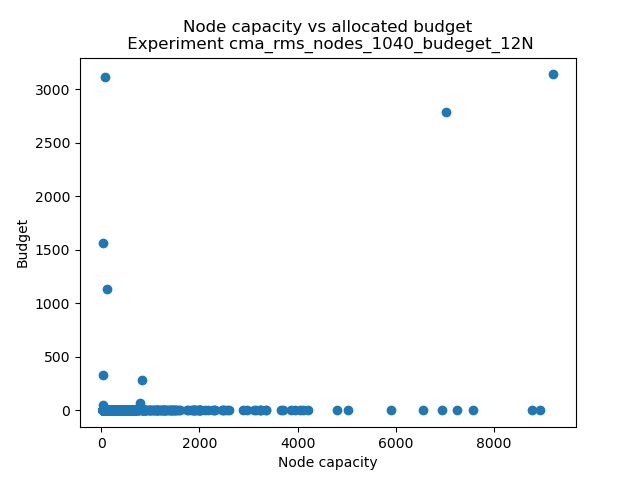 Node capacity vs allocated budget
Experiment cma_rms_nodes_1040_budeget_12N
Budget
3000
2500
2000
1500
1000
500
0
0 2000 4000 6000 8000
Node capacity